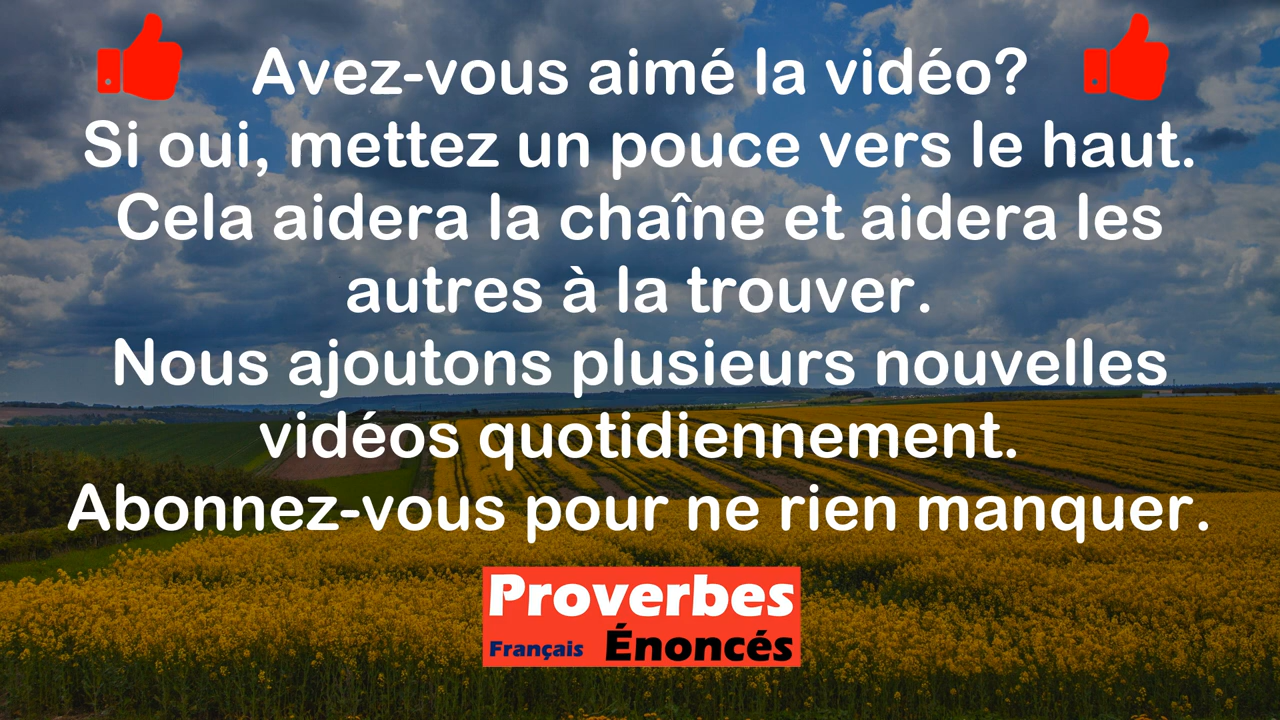 Avez-vous aimé la vidéo?
Si oui, mettez un pouce vers le haut.
Cela aidera la chaîne et aidera les
autres à la trouver.
Nous ajoutons plusieurs nouvelles
vidéos quotidiennement.
Abonnez-vous pour ne rien manquer.
Proverbes
Français Énoncés